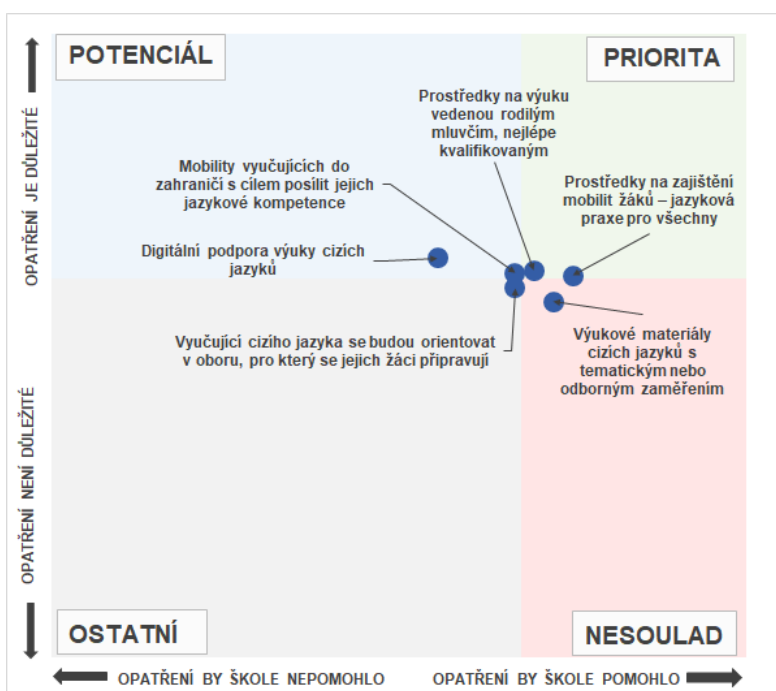 POTENCIÁL
PRIORITA
Prostředky na výuku
vedenou rodilým
mluvčím, nejlépe
kvalifikovaným
Mobility vyučujících do
zahraničí s cílem posílit jejich
jazykové kompetence
Prostředky na zajištění
mobilit žáků – jazyková
praxe pro všechny
Digitální podpora výuky cizích
jazyků
Vyučující cizího jazyka se budou orientovat
v oboru, pro který se jejich žáci připravují
Výukové materiály
cizích jazyků s
tematickým nebo
odborným zaměřením
OPATŘENÍ JE DŮLEŽITÉ
OPATŘENÍ NENÍ DŮLEŽITÉ
OSTATNÍ
NESOULAD
OPATŘENÍ BY ŠKOLE NEPOMOHLO
OPATŘENÍ BY ŠKOLE POMOHLO